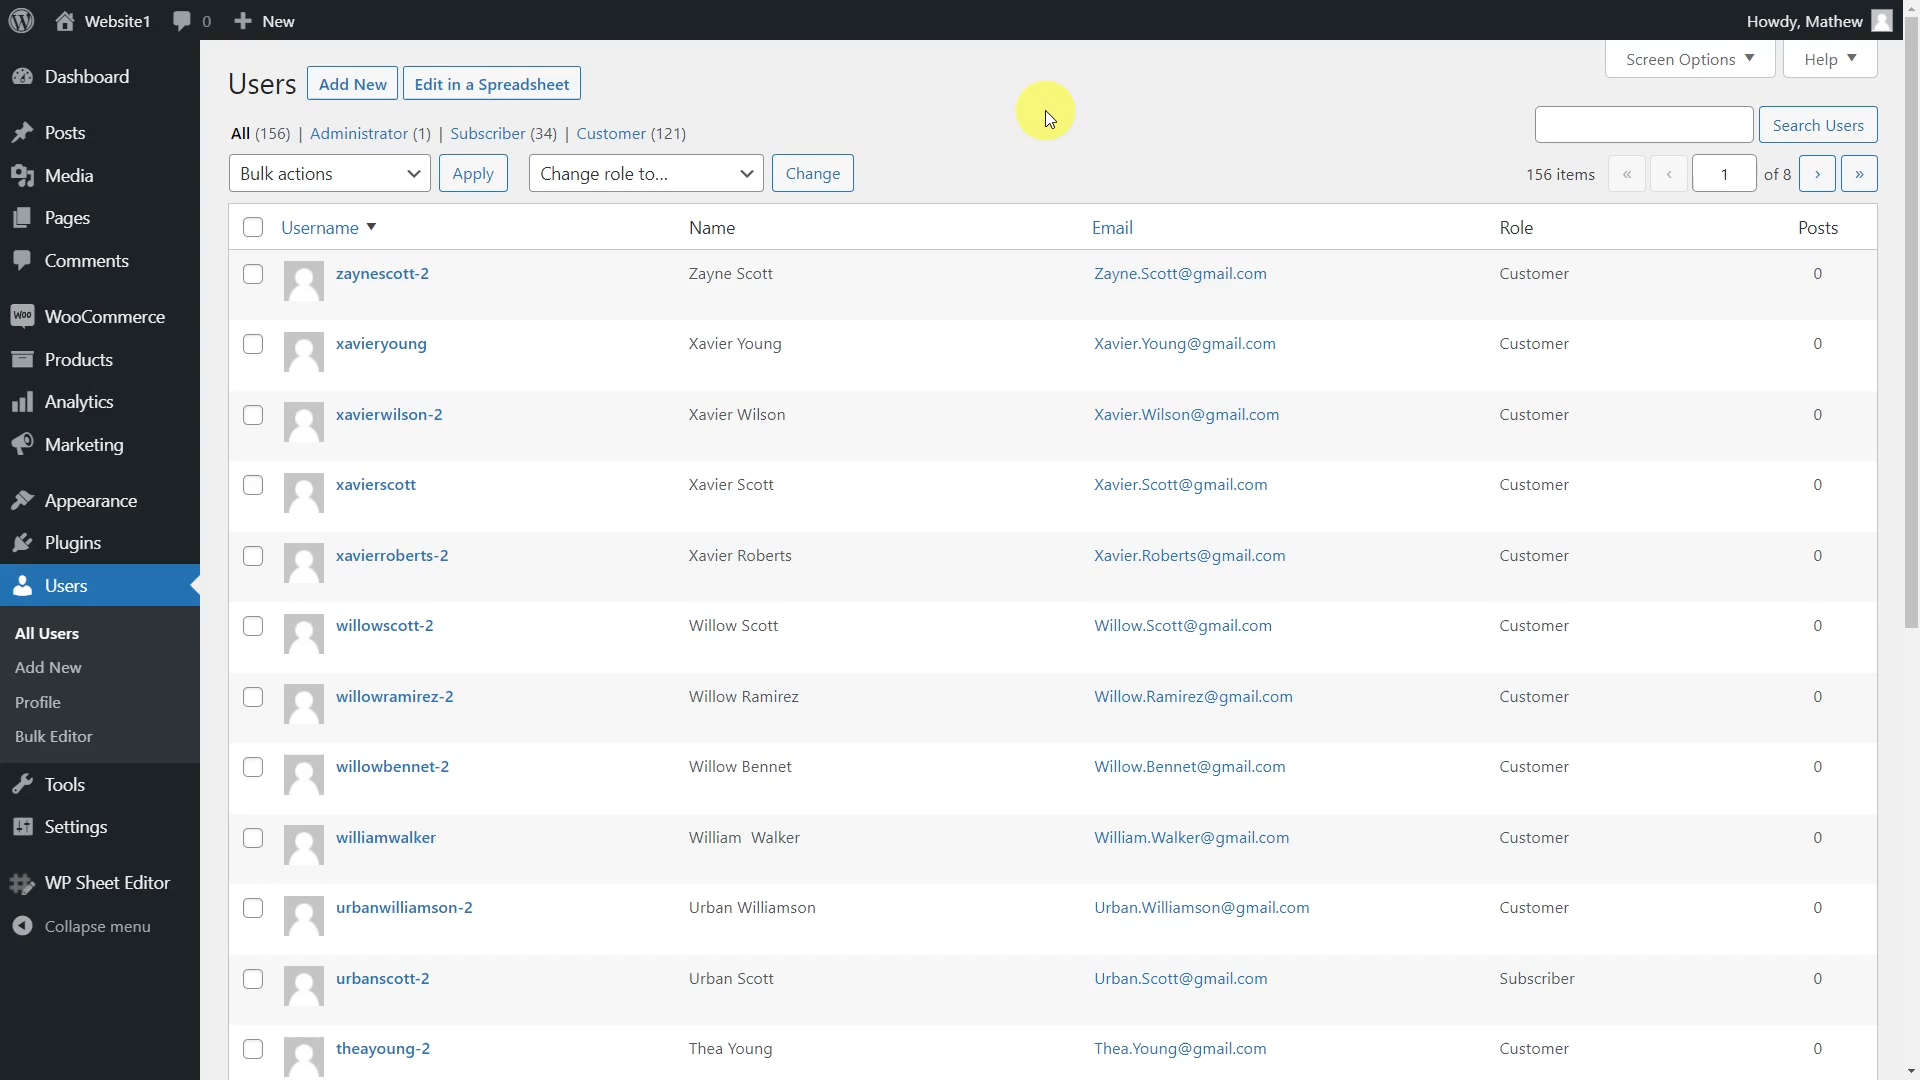 Website1 0 New Howdy, Mathew
Screen Options Help
Dashboard
Posts
Media
Pages
Comments
Woo WooCommerce
Products
Analytics
Marketing
Appearance
Plugins
Users
All Users
Add New
Profile
Bulk Editor
Tools
Settings
WP Sheet Editor
Collapse menu
Users Add New Edit in a Spreadsheet
All (156) | Administrator (1) | Subscriber (34) | Customer (121)
Search Users
Bulk actions Apply Change role to... Change
156 items « ‹ 1 of 8 › »
Username Name Email Role Posts
zaynescott-2 Zayne Scott Zayne.Scott@gmail.com Customer 0
xavieryoung Xavier Young Xavier.Young@gmail.com Customer 0
xavierwilson-2 Xavier Wilson Xavier.Wilson@gmail.com Customer 0
xavierscott Xavier Scott Xavier.Scott@gmail.com Customer 0
xavierroberts-2 Xavier Roberts Xavier.Roberts@gmail.com Customer 0
willowscott-2 Willow Scott Willow.Scott@gmail.com Customer 0
willowramirez-2 Willow Ramirez Willow.Ramirez@gmail.com Customer 0
willowbennet-2 Willow Bennet Willow.Bennet@gmail.com Customer 0
williamwalker William Walker William.Walker@gmail.com Customer 0
urbanwilliamson-2 Urban Williamson Urban.Williamson@gmail.com Customer 0
urbanscott-2 Urban Scott Urban.Scott@gmail.com Subscriber 0
theayoung-2 Thea Young Thea.Young@gmail.com Customer 0